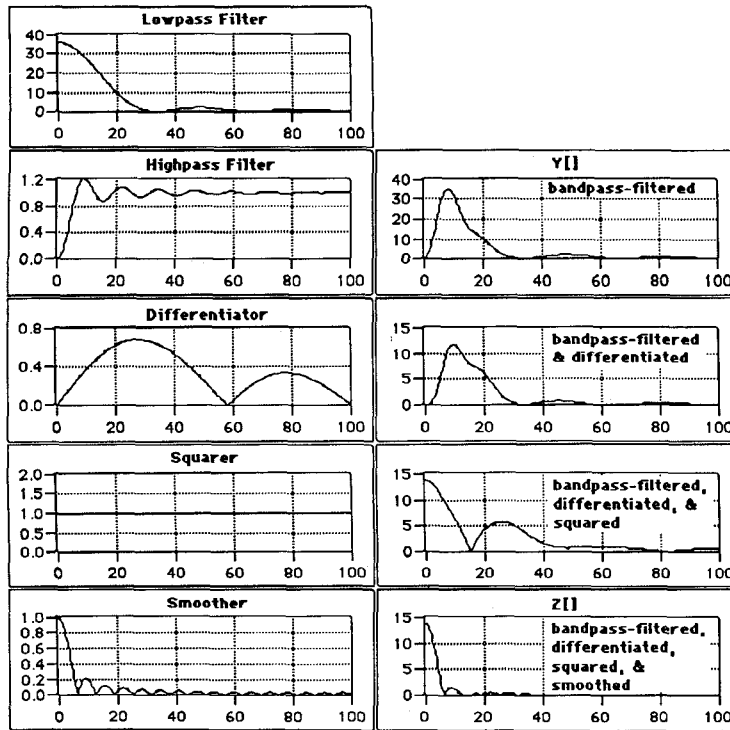 Lowpass Filter
40
30
20
10
0
0 20 40 60 80 100
Highpass Filter
1.2
0.8
0.4
0.0
0 20 40 60 80 100
Y[]
bandpass-filtered
40
30
20
10
0
0 20 40 60 80 100
Differentiator
0.8
0.4
0.0
0 20 40 60 80 100
bandpass-filtered
& differentiated
15
10
5
0
0 20 40 60 80 100
Squarer
2.0
1.5
1.0
0.5
0.0
0 20 40 60 80 100
bandpass-filtered,
differentiated, &
squared
15
10
5
0
0 20 40 60 80 100
Smoother
1.0
0.8
0.6
0.4
0.2
0.0
0 20 40 60 80 100
Z[]
bandpass-filtered,
differentiated,
squared, &
smoothed
15
10
5
0
0 20 40 60 80 100